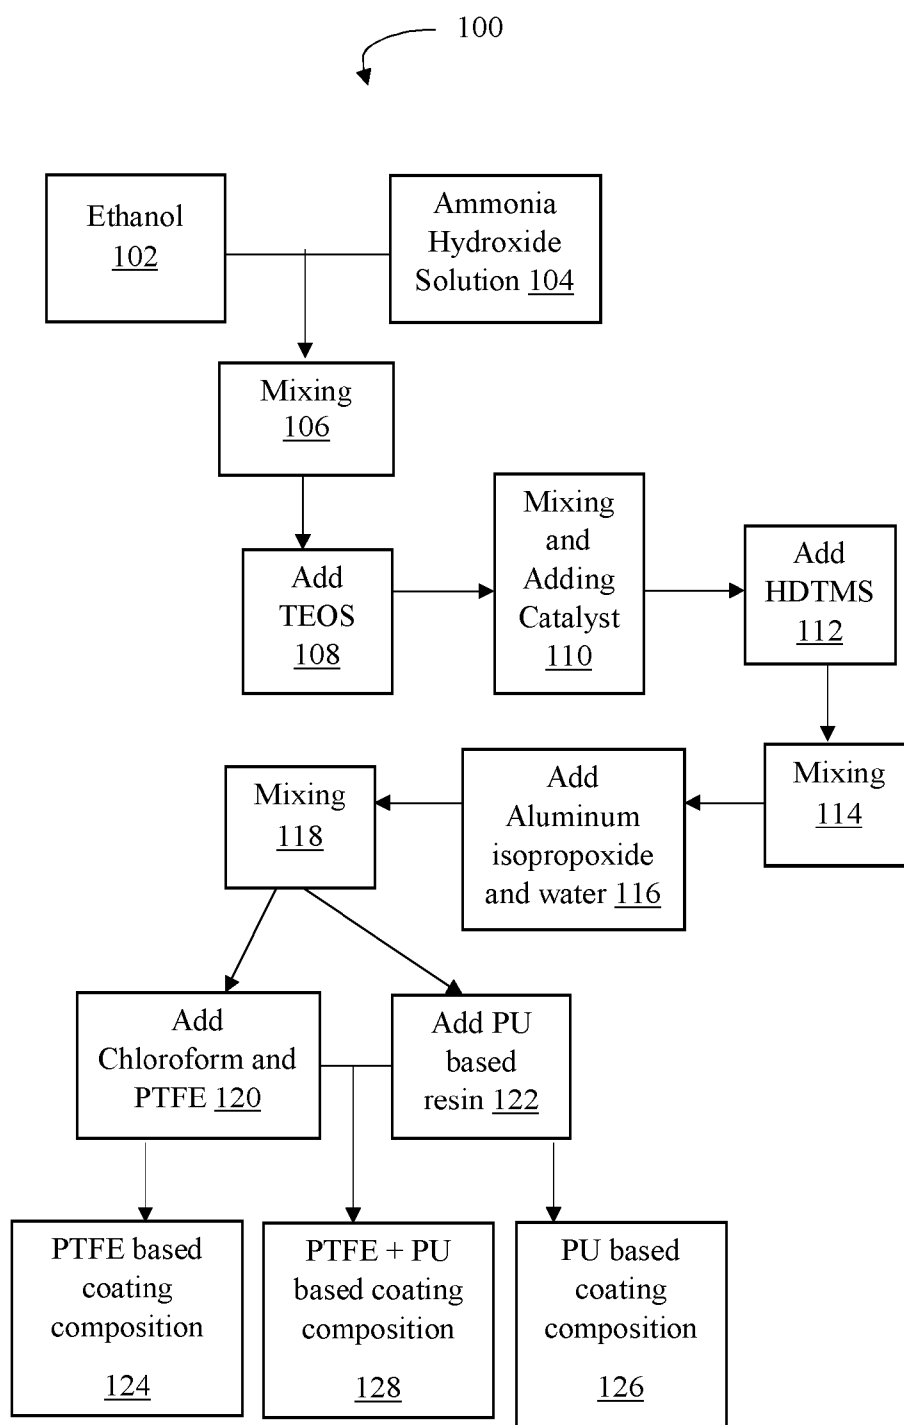 100
Ethanol
102
Ammonia
Hydroxide
Solution 104
Mixing
106
Add
TEOS
108
Mixing
and
Adding
Catalyst
110
Add
HDTMS
112
Mixing
114
Add
Aluminum
isopropoxide
and water 116
Mixing
118
Add
Chloroform and
PTFE 120
Add PU
based
resin 122
PTFE based
coating
composition
124
PTFE + PU
based coating
composition
128
PU based
coating
composition
126